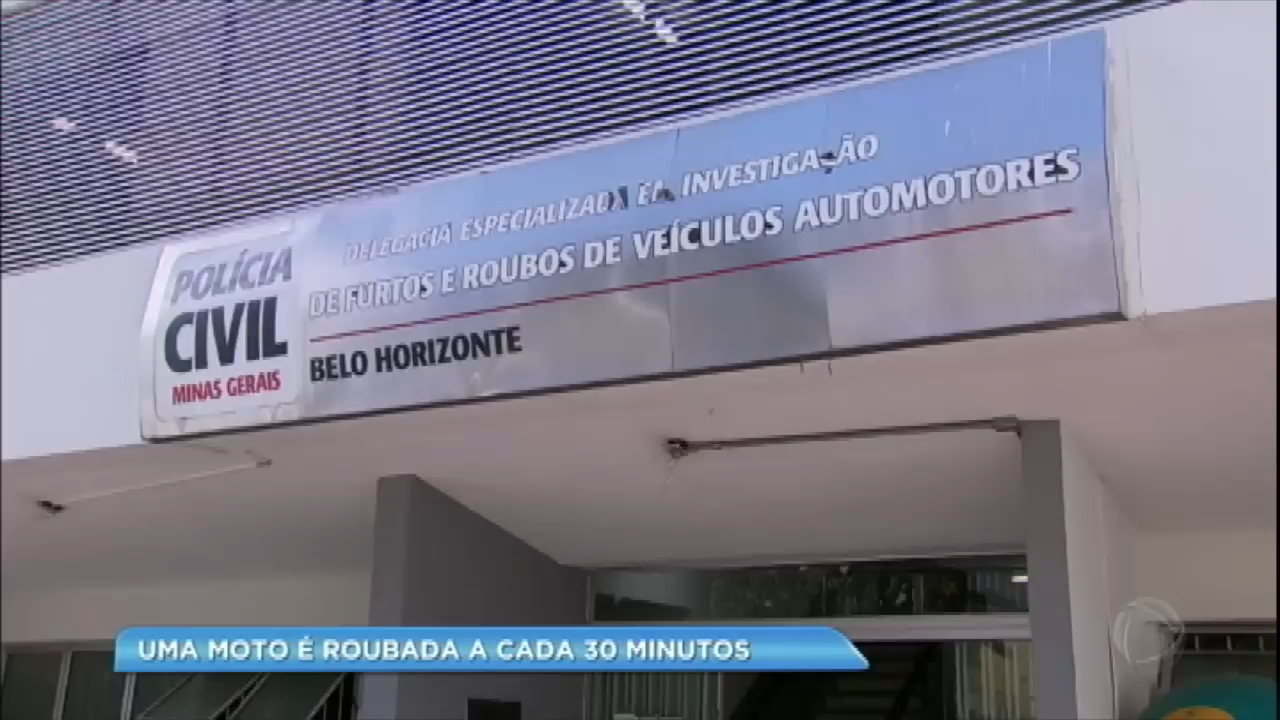 POLÍCIA
CIVIL
MINAS GERAIS
DELEGACIA ESPECIALIZADA EM INVESTIGAÇÃO
DE FURTOS E ROUBOS DE VEÍCULOS AUTOMOTORES
BELO HORIZONTE
UMA MOTO É ROUBADA A CADA 30 MINUTOS